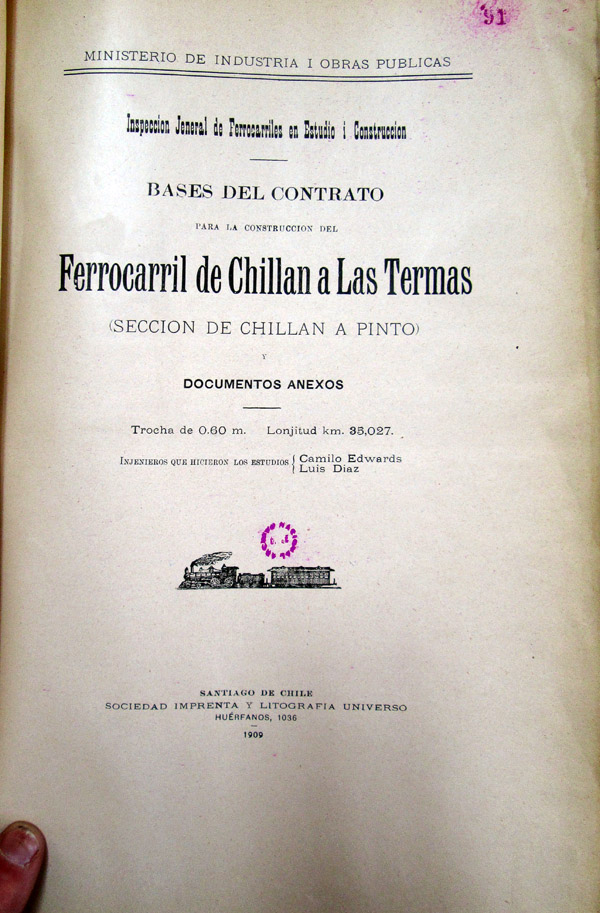 91
MINISTERIO DE INDUSTRIA I OBRAS PUBLICAS
Inspeccion Jeneral de Ferrocarriles en Estudio i Construccion
BASES DEL CONTRATO
PARA LA CONSTRUCCION DEL
Ferrocarril de Chillan a Las Termas
(SECCION DE CHILLAN A PINTO)
Y
DOCUMENTOS ANEXOS
Trocha de 0.60 m. Lonjitud km. 35,027.
INJENIEROS QUE HICIERON LOS ESTUDIOS { Camilo Edwards
Luis Diaz
ARCHIVO NACIONAL
SANTIAGO DE CHILE
SOCIEDAD IMPRENTA Y LITOGRAFIA UNIVERSO
HUÉRFANOS, 1036
1909